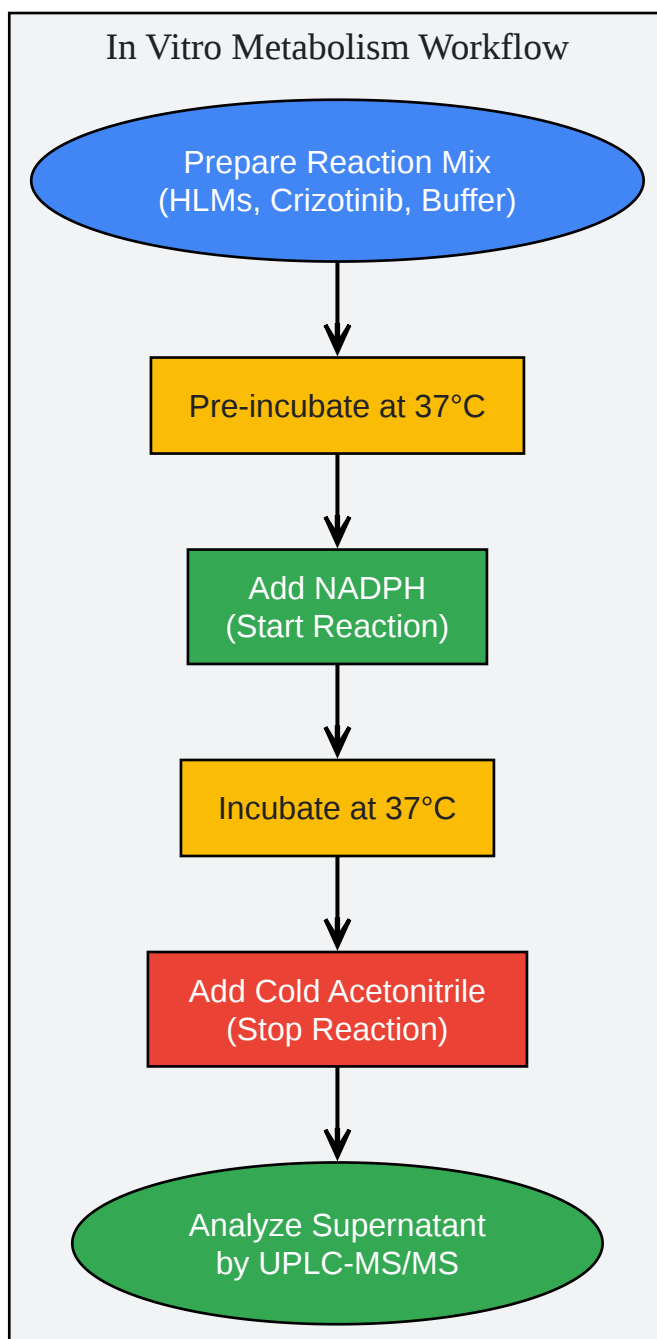 In Vitro Metabolism Workflow
Prepare Reaction Mix
(HLMs, Crizotinib, Buffer)
Pre-incubate at 37°C
Add NADPH
(Start Reaction)
Incubate at 37°C
Add Cold Acetonitrile
(Stop Reaction)
Analyze Supernatant
by UPLC-MS/MS